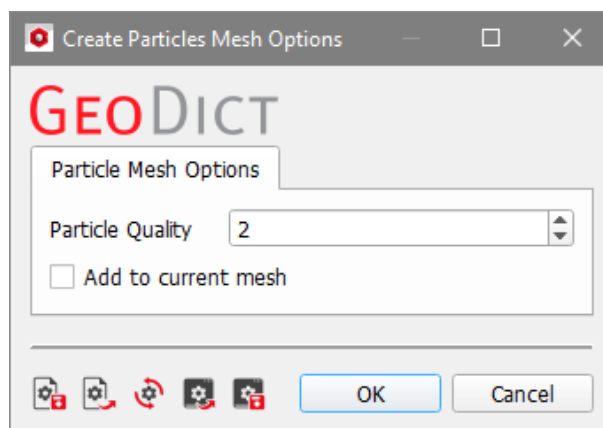 Create Particles Mesh Options
GEODICT
Particle Mesh Options
Particle Quality 2
Add to current mesh
OK Cancel